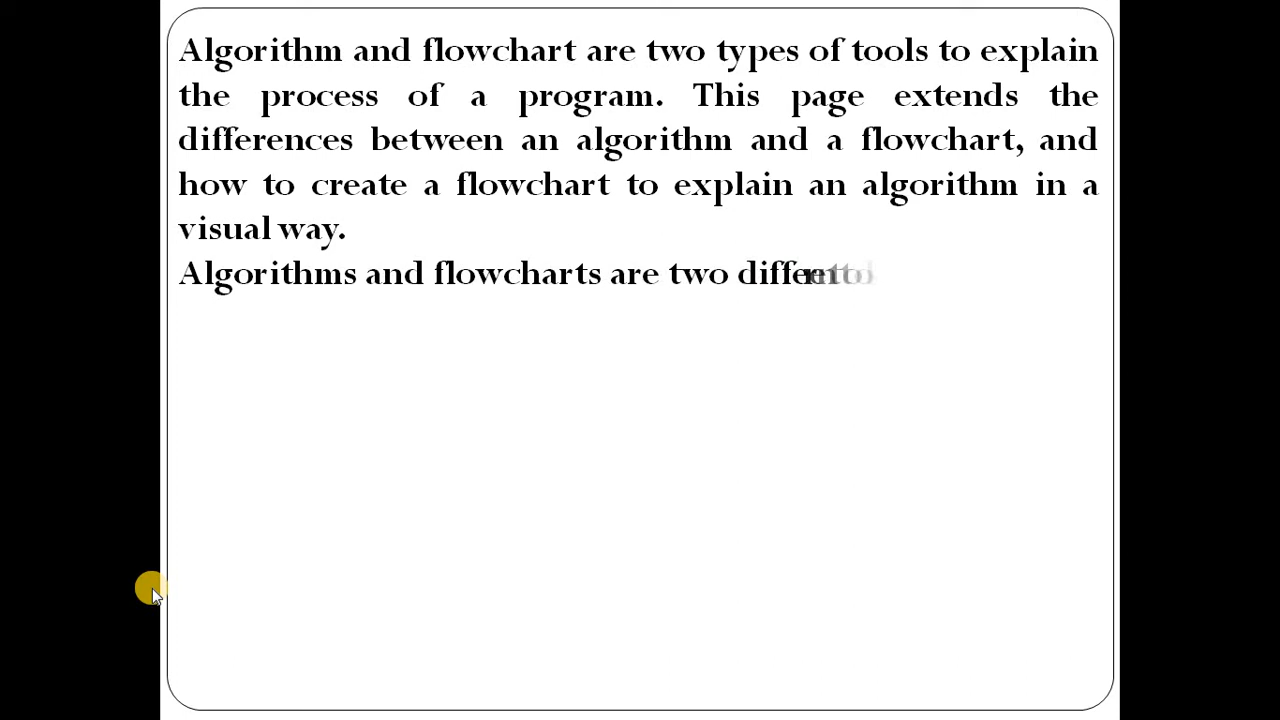 Algorithm and flowchart are two types of tools to explain
the process of a program. This page extends the
differences between an algorithm and a flowchart, and
how to create a flowchart to explain an algorithm in a
visual way.
Algorithms and flowcharts are two different